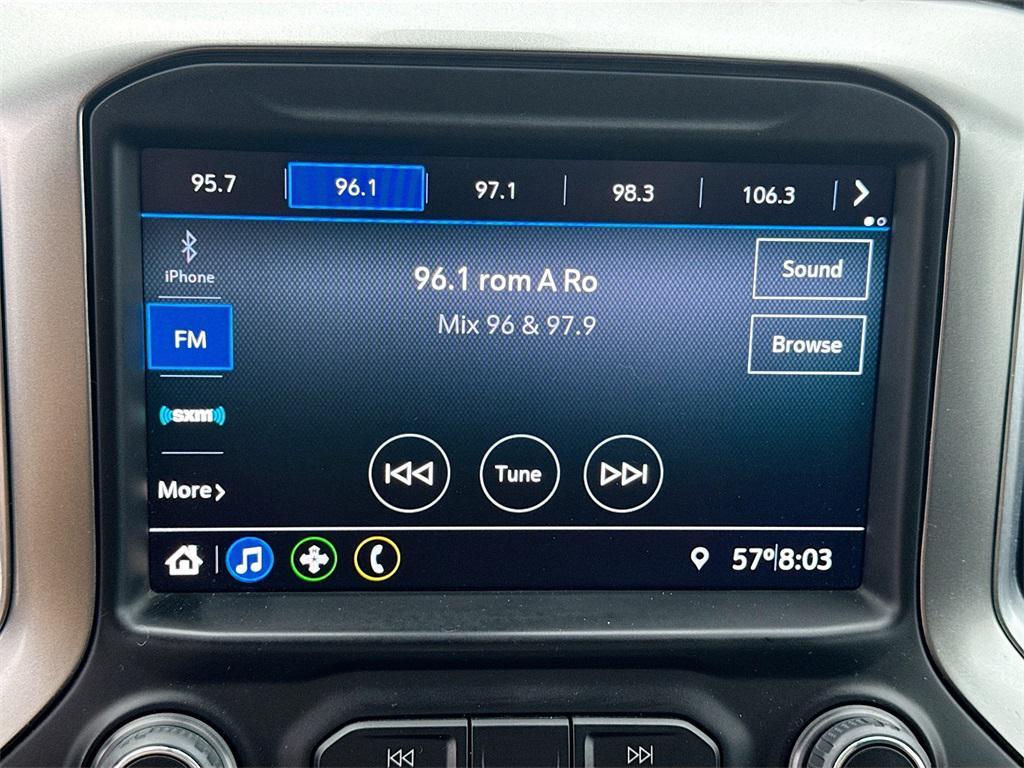 95.7 96.1 97.1 98.3 106.3
iPhone
96.1 rom A Ro
Sound
FM
Mix 96 & 97.9
Browse
sxm
More
Tune
57° 8:03